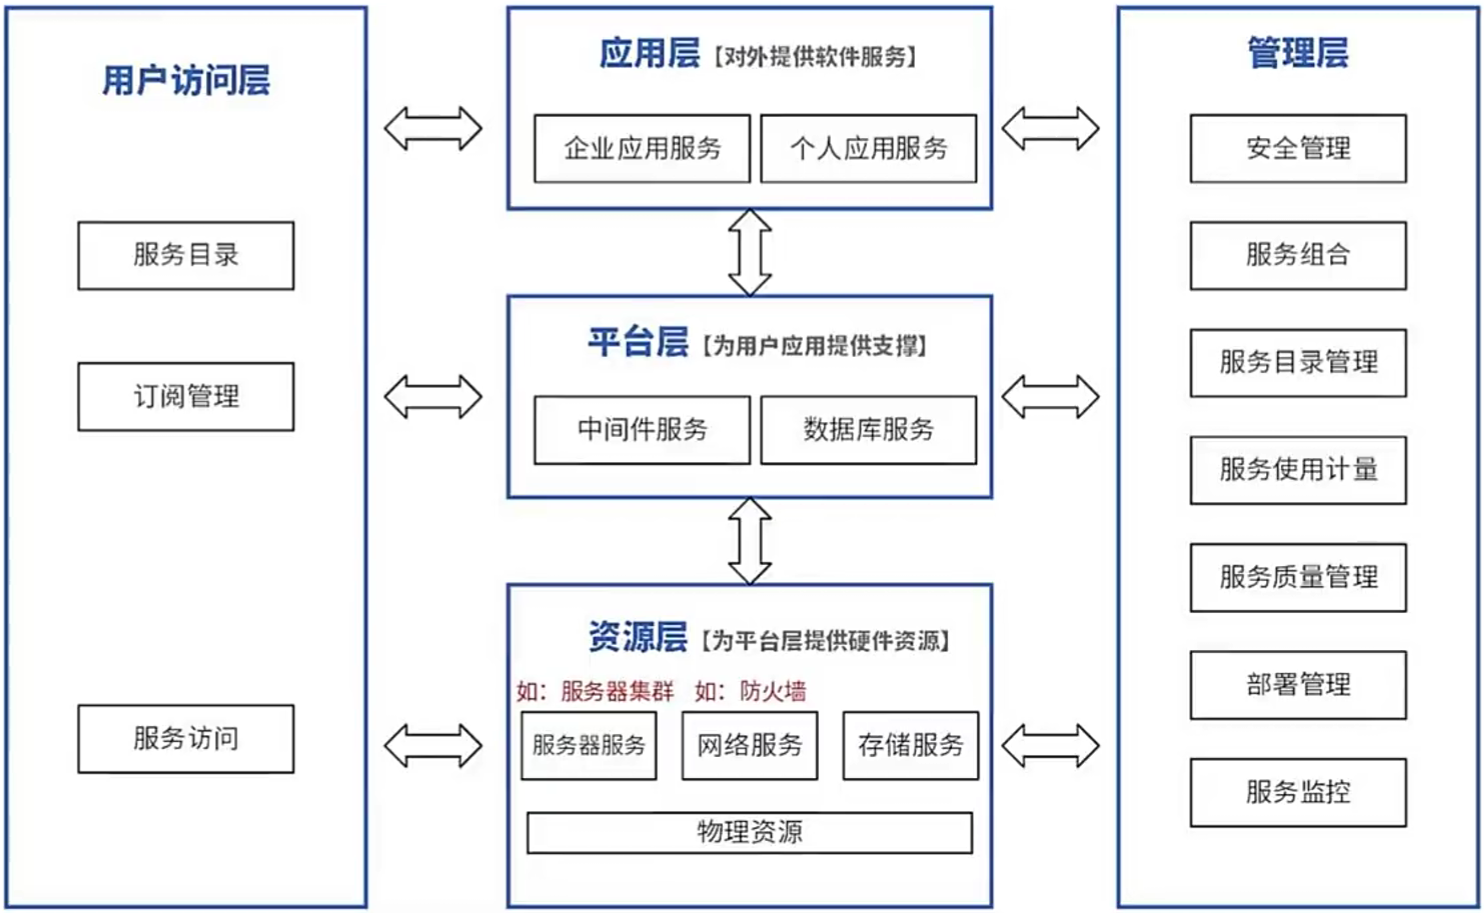 用户访问层
服务目录
订阅管理
服务访问
应用层【对外提供软件服务】
企业应用服务
个人应用服务
平台层【为用户应用提供支撑】
中间件服务
数据库服务
资源层【为平台层提供硬件资源】
如：服务器集群
如：防火墙
服务器服务
网络服务
存储服务
物理资源
管理层
安全管理
服务组合
服务目录管理
服务使用计量
服务质量管理
部署管理
服务监控